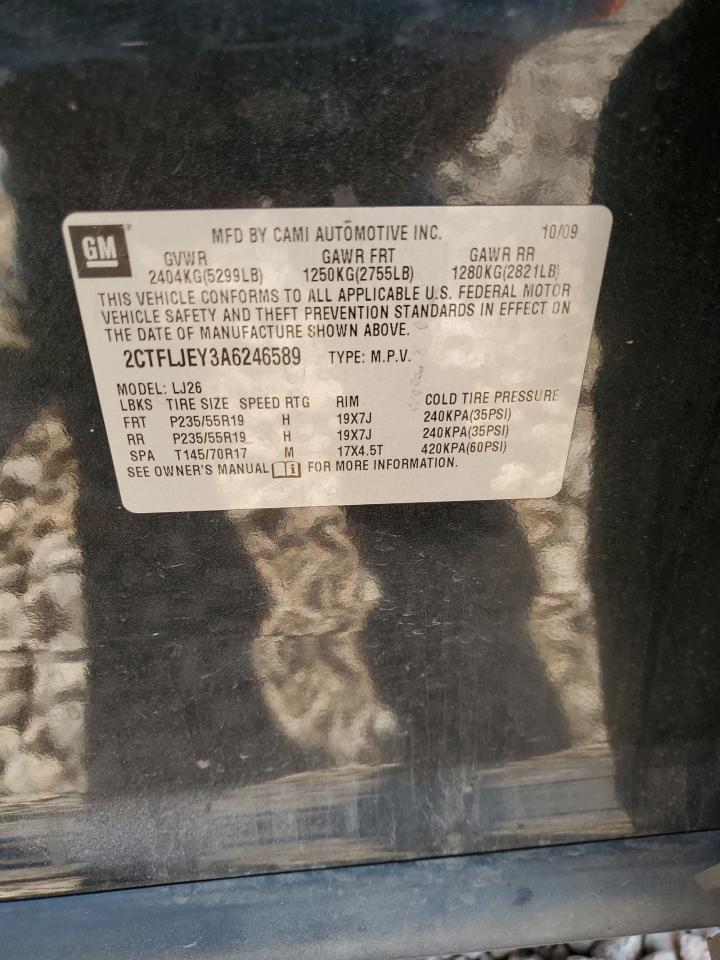 GM
MFD BY CAMI AUTOMOTIVE INC. 10/09
GVWR GAWR FRT GAWR RR
2404KG(5299LB) 1250KG(2755LB) 1280KG(2821LB)
THIS VEHICLE CONFORMS TO ALL APPLICABLE U.S. FEDERAL MOTOR
VEHICLE SAFETY AND THEFT PREVENTION STANDARDS IN EFFECT ON
THE DATE OF MANUFACTURE SHOWN ABOVE.
2CTFLJEY3A6246589 TYPE: M.P.V.
MODEL: LJ26
LBKS TIRE SIZE SPEED RTG RIM COLD TIRE PRESSURE
FRT P235/55R19 H 19X7J 240KPA(35PSI)
RR P235/55R19 H 19X7J 240KPA(35PSI)
SPA T145/70R17 M 17X4.5T 420KPA(60PSI)
SEE OWNER'S MANUAL FOR MORE INFORMATION.